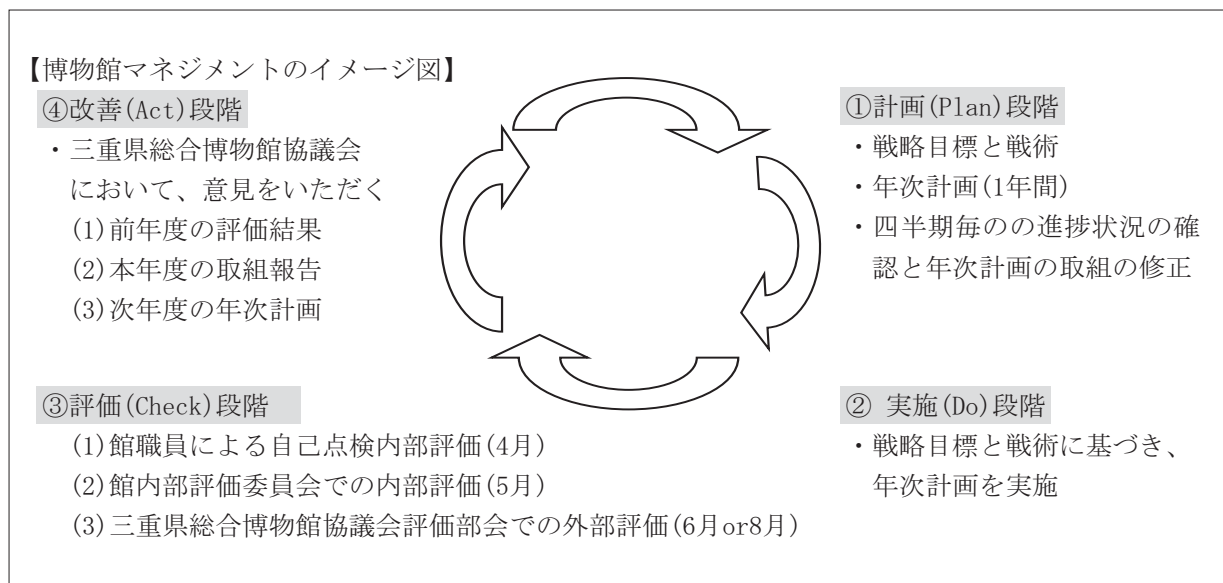 【博物館マネジメントのイメージ図】
④改善(Act)段階
・三重県総合博物館協議会
において、意見をいただく
(1)前年度の評価結果
(2)本年度の取組報告
(3)次年度の年次計画
①計画(Plan)段階
・戦略目標と戦術
・年次計画(1年間)
・四半期毎のの進捗状況の確
認と年次計画の取組の修正
③評価(Check)段階
(1)館職員による自己点検内部評価(4月)
(2)館内部評価委員会での内部評価(5月)
(3)三重県総合博物館協議会評価部会での外部評価(6月or8月)
② 実施(Do)段階
・戦略目標と戦術に基づき、
年次計画を実施